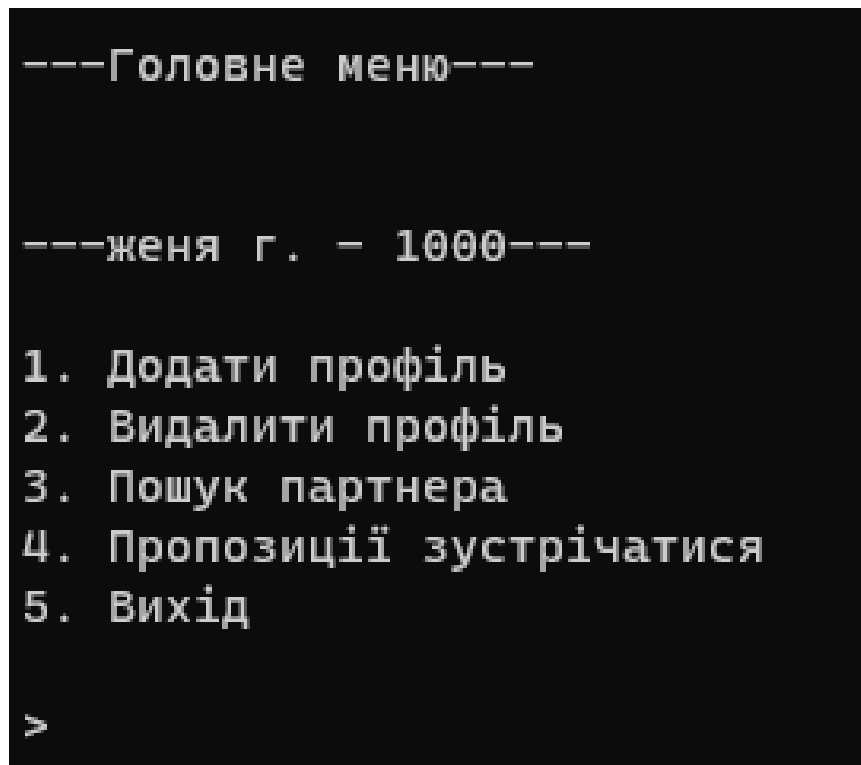 ---Головне меню---
---женя г. - 1000---
1. Додати профіль
2. Видалити профіль
3. Пошук партнера
4. Пропозиції зустрічатися
5. Вихід
>